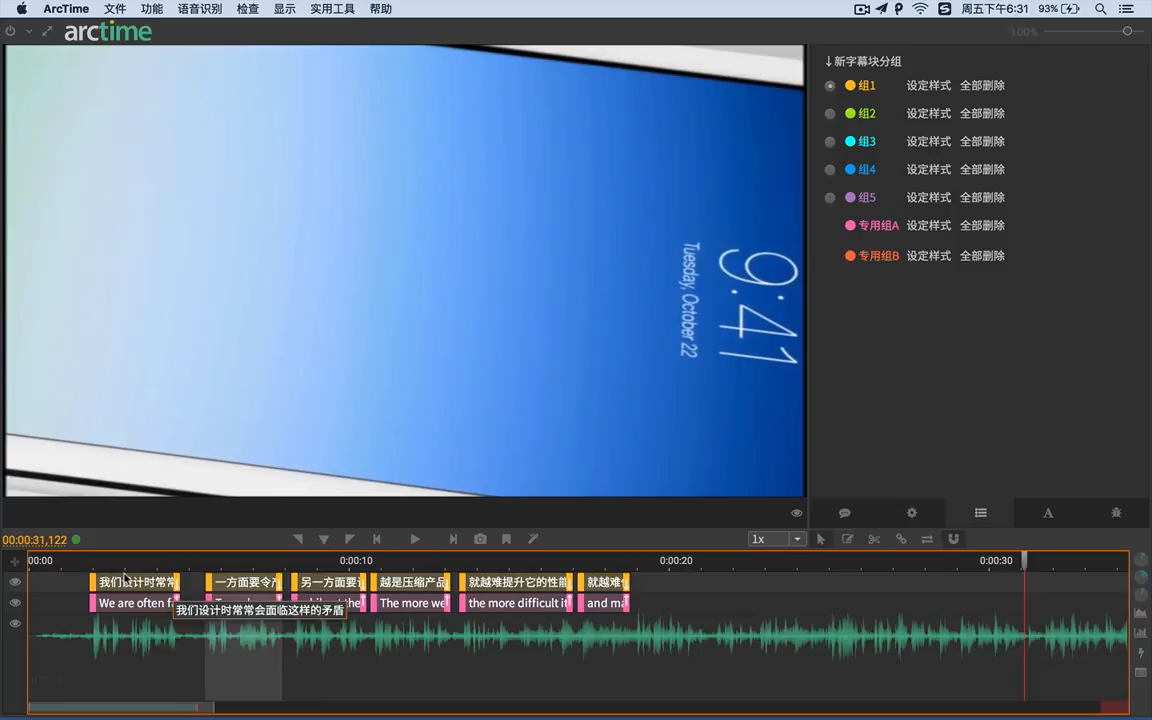 ArcTime 文件 功能 语音识别 检查 显示 实用工具 帮助 周五下午6:31 93%
arctime 100%
↓新字幕块分组
组1 设定样式 全部删除
组2 设定样式 全部删除
组3 设定样式 全部删除
组4 设定样式 全部删除
组5 设定样式 全部删除
专用组A 设定样式 全部删除
专用组B 设定样式 全部删除
9:41
Tuesday, October 22
00:00:31,122 1x
00:00 0:00:10 0:00:20 0:00:30
我们设计时常常 一方面要令 另一方面要 越是压缩产品 就越难提升它的性能 就越难
We are often The more we the more difficult it and ma
我们设计时常常会面临这样的矛盾